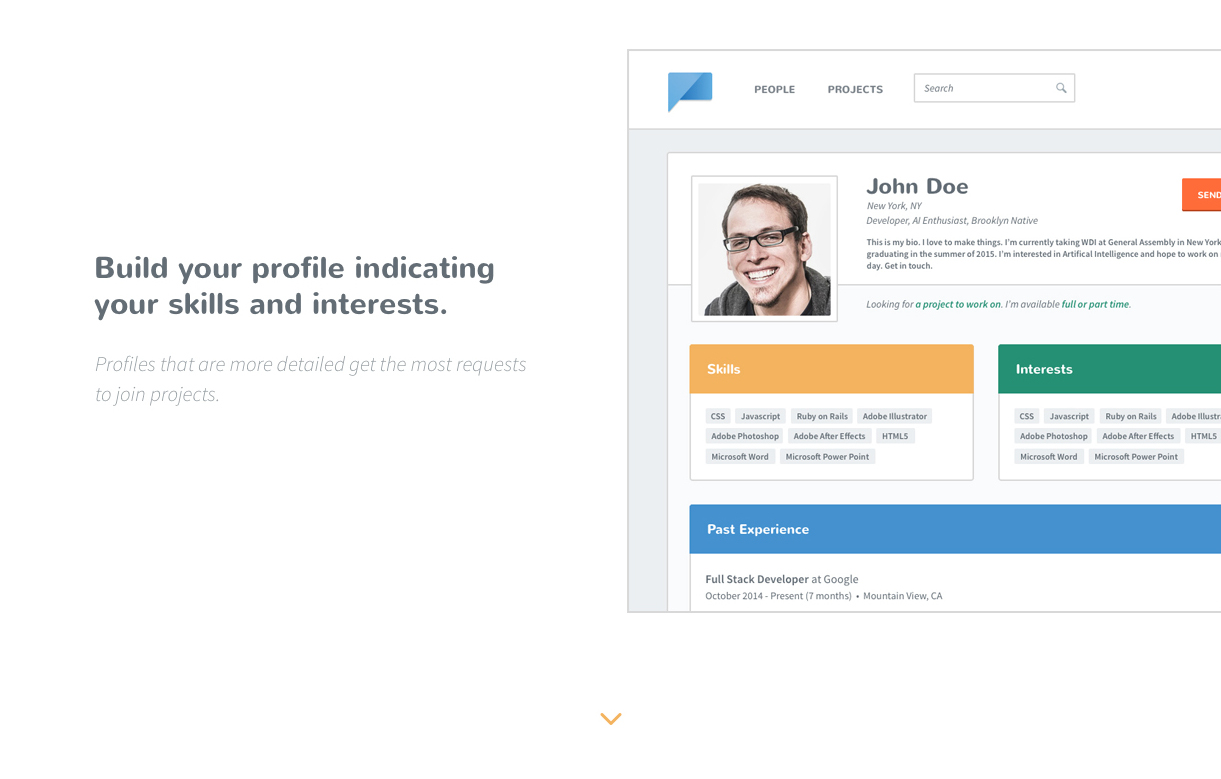 PEOPLE PROJECTS Search
Build your profile indicating
your skills and interests.
Profiles that are more detailed get the most requests
to join projects.
John Doe
New York, NY
Developer, AI Enthusiast, Brooklyn Native
SEND
This is my bio. I love to make things. I'm currently taking WDI at General Assembly in New York
graduating in the summer of 2015. I'm interested in Artifical Intelligence and hope to work on
day. Get in touch.
Looking for a project to work on. I'm available full or part time.
Skills
CSS Javascript Ruby on Rails Adobe Illustrator
Adobe Photoshop Adobe After Effects HTML5
Microsoft Word Microsoft Power Point
Interests
CSS Javascript Ruby on Rails Adobe
Adobe Photoshop Adobe After Effects HTML5
Microsoft Word Microsoft Power Point
Past Experience
Full Stack Developer at Google
October 2014 - Present (7 months) • Mountain View, CA